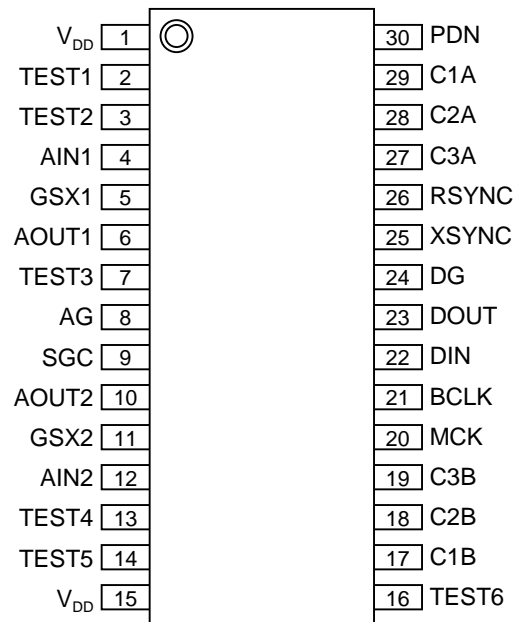 V_DD 1 30 PDN
TEST1 2 29 C1A
TEST2 3 28 C2A
AIN1 4 27 C3A
GSX1 5 26 RSYNC
AOUT1 6 25 XSYNC
TEST3 7 24 DG
AG 8 23 DOUT
SGC 9 22 DIN
AOUT2 10 21 BCLK
GSX2 11 20 MCK
AIN2 12 19 C3B
TEST4 13 18 C2B
TEST5 14 17 C1B
V_DD 15 16 TEST6